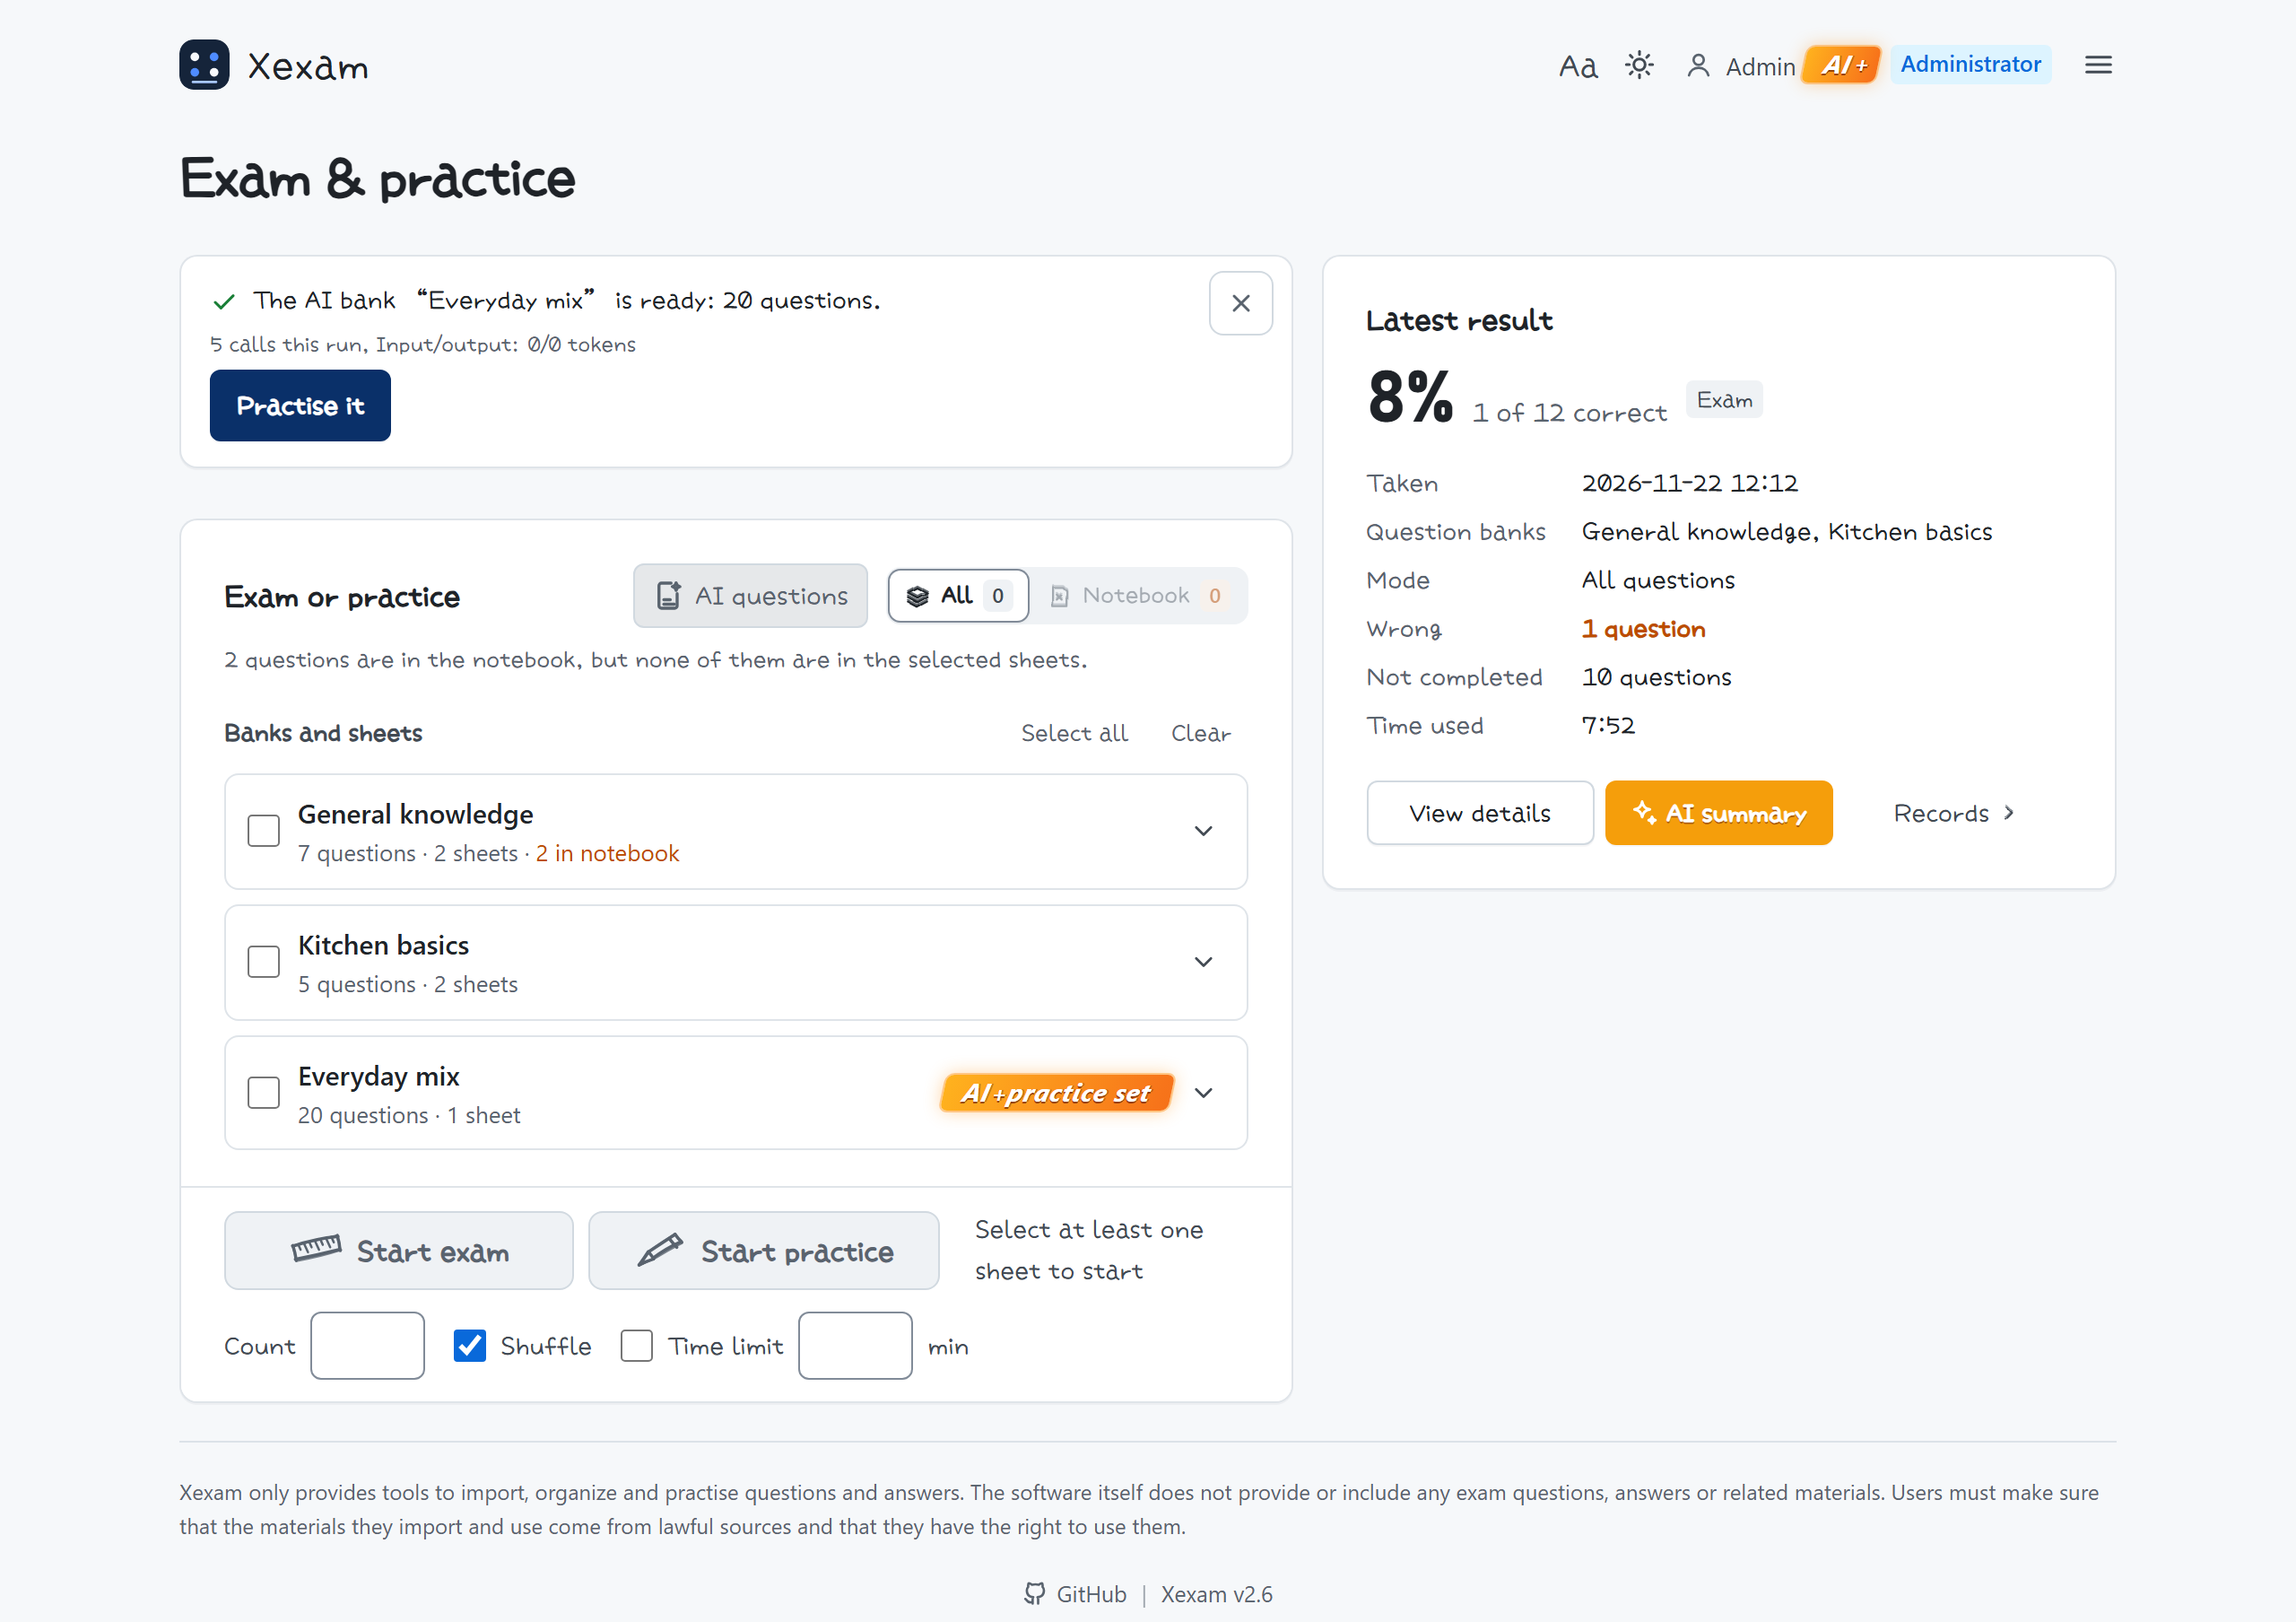 Xexam
Aa Admin AI+ Administrator
Exam & practice
The AI bank “Everyday mix” is ready: 20 questions.
5 calls this run, Input/output: 0/0 tokens
Practise it
Exam or practice
AI questions
All 0
Notebook 0
2 questions are in the notebook, but none of them are in the selected sheets.
Banks and sheets
Select all
Clear
General knowledge
7 questions · 2 sheets · 2 in notebook
Kitchen basics
5 questions · 2 sheets
Everyday mix
20 questions · 1 sheet
AI+practice set
Start exam
Start practice
Select at least one
sheet to start
Count
Shuffle
Time limit
min
Latest result
8% 1 of 12 correct Exam
Taken 2026-11-22 12:12
Question banks General knowledge, Kitchen basics
Mode All questions
Wrong 1 question
Not completed 10 questions
Time used 7:52
View details
AI summary
Records
Xexam only provides tools to import, organize and practise questions and answers. The software itself does not provide or include any exam questions, answers or related materials. Users must make sure
that the materials they import and use come from lawful sources and that they have the right to use them.
GitHub | Xexam v2.6